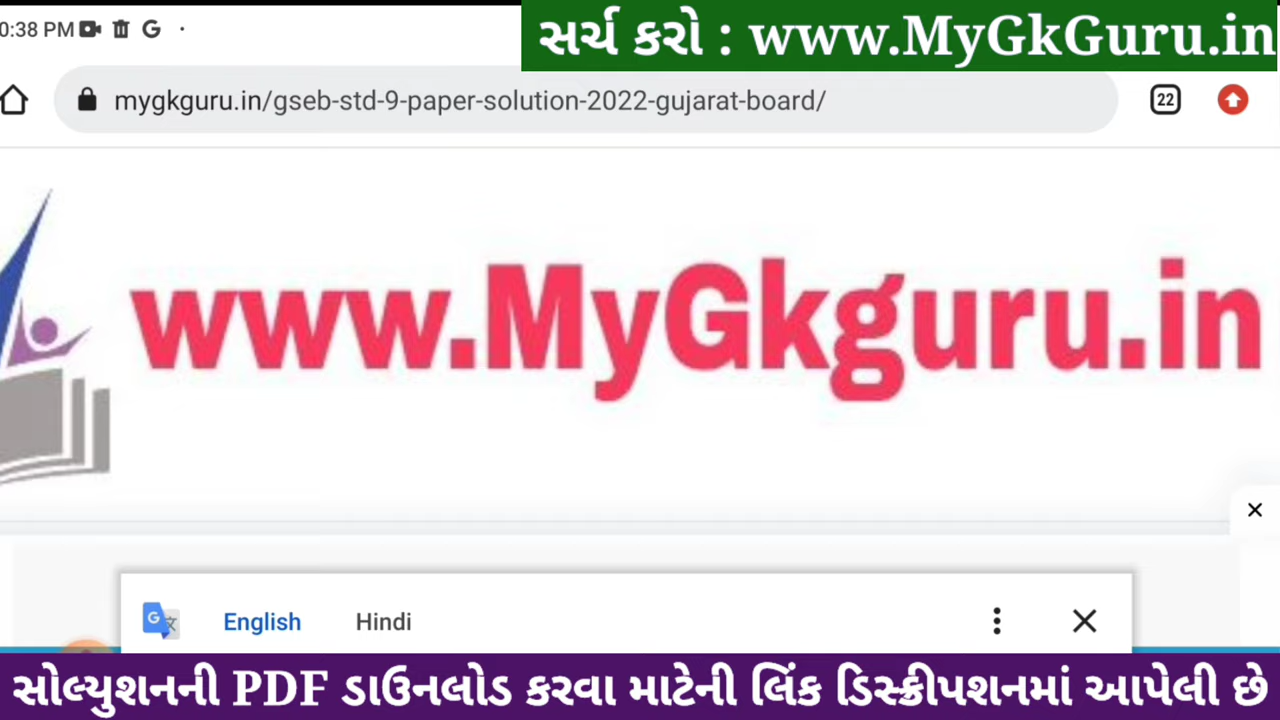 સર્ચ કરો : www.MyGkGuru.in
0:38 PM
mygkguru.in/gseb-std-9-paper-solution-2022-gujarat-board/
22
www.MyGkguru.in
English Hindi
સોલ્યુશનની PDF ડાઉનલોડ કરવા માટેની લિંક ડિસ્ક્રીપશનમાં આપેલી છે